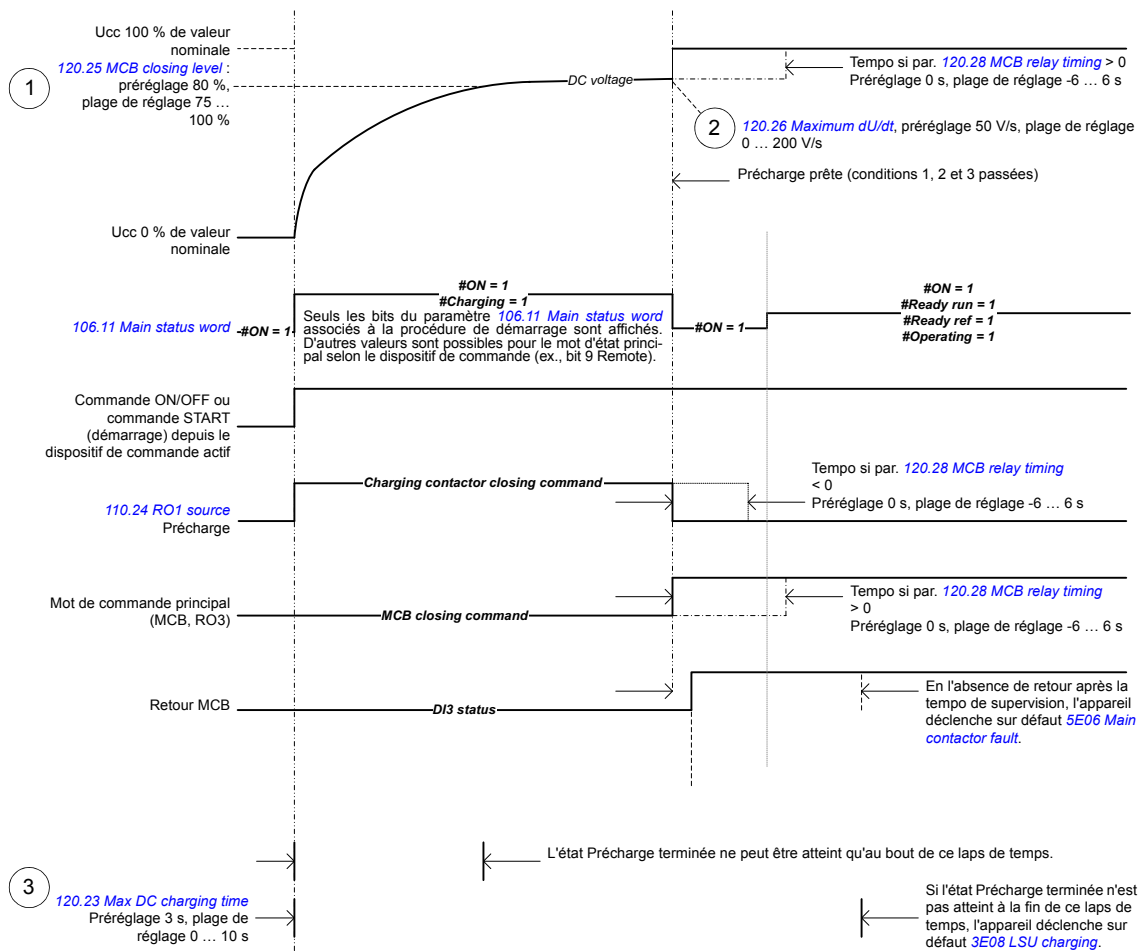 Ucc 100 % de valeur
nominale
1
120.25 MCB closing level :
préréglage 80 %,
plage de réglage 75 …
100 %
DC voltage
Tempo si par. 120.28 MCB relay timing > 0
Préréglage 0 s, plage de réglage -6 … 6 s
2
120.26 Maximum dU/dt, préréglage 50 V/s, plage de réglage
0 … 200 V/s
Précharge prête (conditions 1, 2 et 3 passées)
Ucc 0 % de valeur
nominale
106.11 Main status word
#ON = 1
#ON = 1
#Charging = 1
Seuls les bits du paramètre 106.11 Main status word
associés à la procédure de démarrage sont affichés.
D'autres valeurs sont possibles pour le mot d'état princi-
pal selon le dispositif de commande (ex., bit 9 Remote).
#ON = 1
#ON = 1
#Ready run = 1
#Ready ref = 1
#Operating = 1
Commande ON/OFF ou
commande START
(démarrage) depuis le
dispositif de commande actif
110.24 RO1 source
Précharge
Charging contactor closing command
Tempo si par. 120.28 MCB relay timing
< 0
Préréglage 0 s, plage de réglage -6 … 6 s
Mot de commande principal
(MCB, RO3)
MCB closing command
Tempo si par. 120.28 MCB relay timing
> 0
Préréglage 0 s, plage de réglage -6 … 6 s
Retour MCB
DI3 status
En l'absence de retour après la
tempo de supervision, l'appareil
déclenche sur défaut 5E06 Main
contactor fault.
L'état Précharge terminée ne peut être atteint qu'au bout de ce laps de temps.
3
120.23 Max DC charging time
Préréglage 3 s, plage de
réglage 0 … 10 s
Si l'état Précharge terminée n'est
pas atteint à la fin de ce laps de
temps, l'appareil déclenche sur
défaut 3E08 LSU charging.